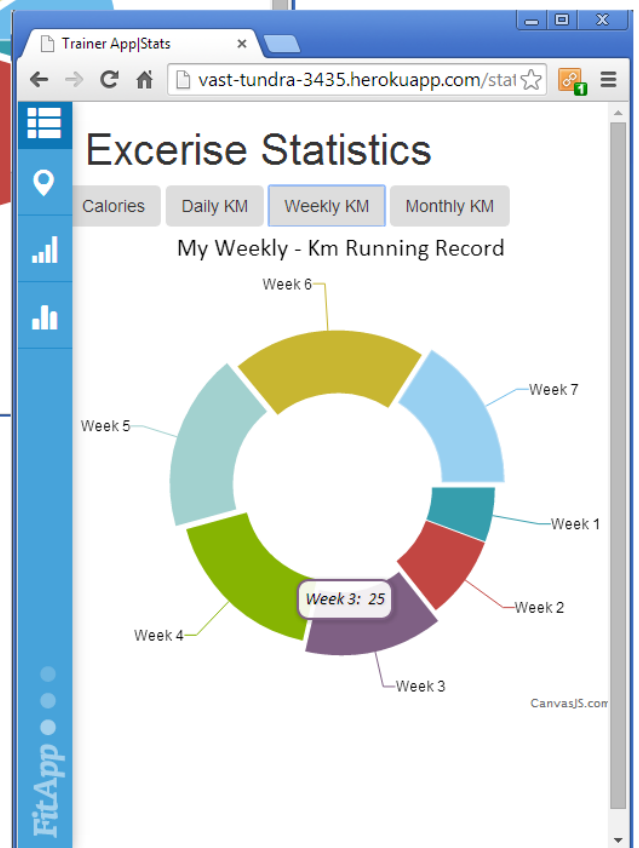 Trainer App|Stats
vast-tundra-3435.herokuapp.com/stat
1
Excerise Statistics
Calories
Daily KM
Weekly KM
Monthly KM
My Weekly - Km Running Record
Week 6
Week 7
Week 5
Week 1
Week 3: 25
Week 2
Week 4
Week 3
CanvasJS.com
FitApp